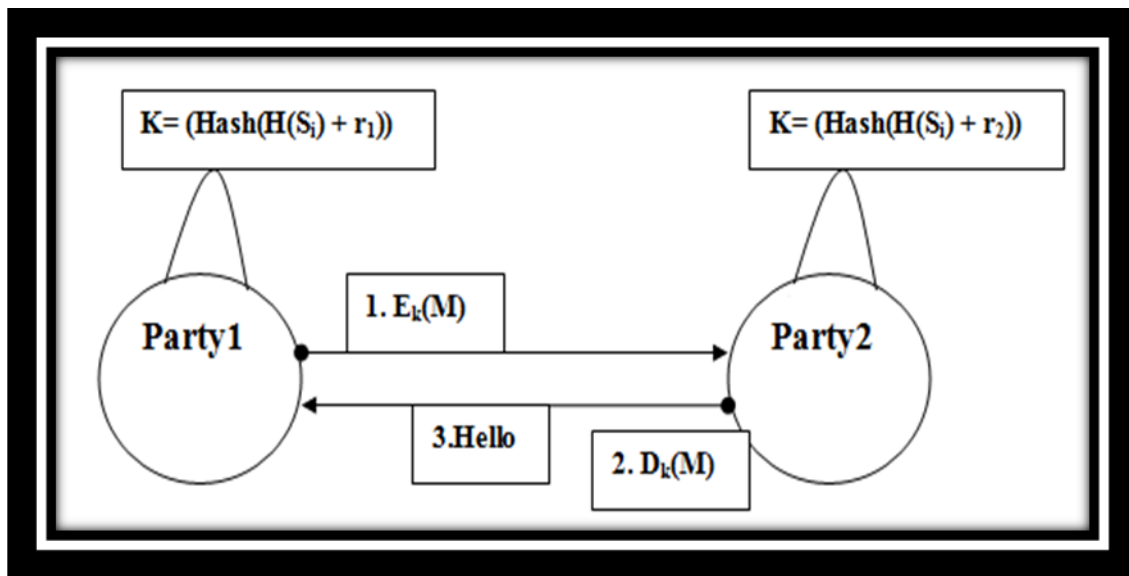 K= (Hash(H(Sᵢ) + r₁))
K= (Hash(H(Sᵢ) + r₂))
1. Eₖ(M)
Party1
Party2
3.Hello
2. Dₖ(M)